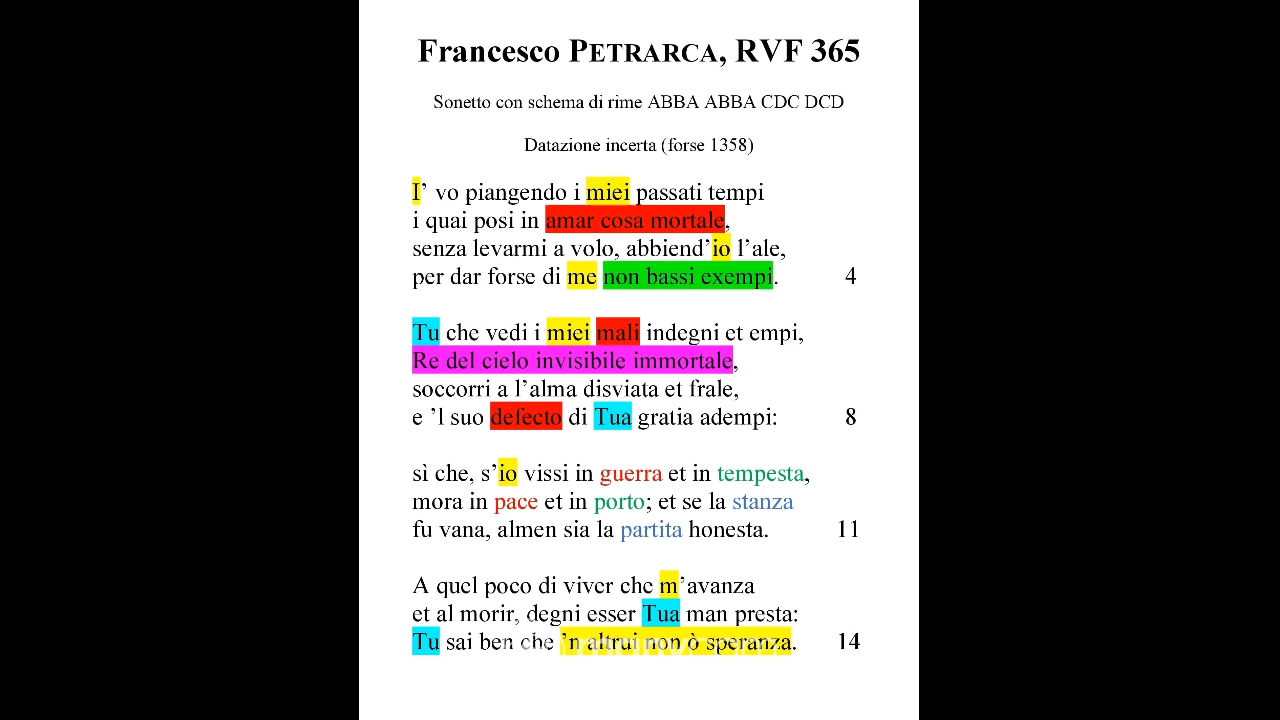 Francesco PETRARCA, RVF 365
Sonetto con schema di rime ABBA ABBA CDC DCD
Datazione incerta (forse 1358)
I’ vo piangendo i miei passati tempi
i quai posi in amar cosa mortale,
senza levarmi a volo, abbiend’io l’ale,
per dar forse di me non bassi exempi. 4
Tu che vedi i miei mali indegni et empi,
Re del cielo invisibile immortale,
soccorri a l’alma disviata et frale,
e ’l suo defecto di Tua gratia adempi: 8
sì che, s’io vissi in guerra et in tempesta,
mora in pace et in porto; et se la stanza
fu vana, almen sia la partita honesta. 11
A quel poco di viver che m’avanza
et al morir, degni esser Tua man presta:
Tu sai ben che ’n altrui non ò speranza. 14